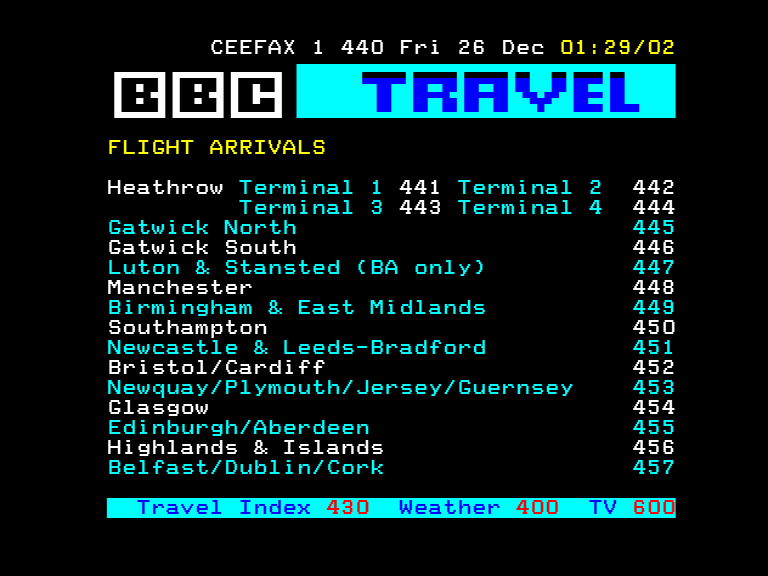 CEEFAX 1 440 Fri 26 Dec 01:29/02
BBC TRAVEL
FLIGHT ARRIVALS
Heathrow Terminal 1 441 Terminal 2 442
Terminal 3 443 Terminal 4 444
Gatwick North 445
Gatwick South 446
Luton & Stansted (BA only) 447
Manchester 448
Birmingham & East Midlands 449
Southampton 450
Newcastle & Leeds-Bradford 451
Bristol/Cardiff 452
Newquay/Plymouth/Jersey/Guernsey 453
Glasgow 454
Edinburgh/Aberdeen 455
Highlands & Islands 456
Belfast/Dublin/Cork 457
Travel Index 430 Weather 400 TV 600